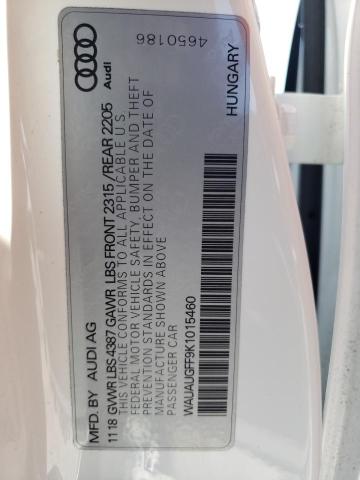 MFD. BY AUDI AG
11 18 GVWR LBS 4387 GAWR LBS FRONT 2315 /REAR 2205
THIS VEHICLE CONFORMS TO ALL APPLICABLE U.S.
FEDERAL MOTOR VEHICLE SAFETY, BUMPER AND THEFT
PREVENTION STANDARDS IN EFFECT ON THE DATE OF
MANUFACTURE SHOWN ABOVE
PASSENGER CAR
WAUAUGFF9K1015460
HUNGARY
Audi
4650186